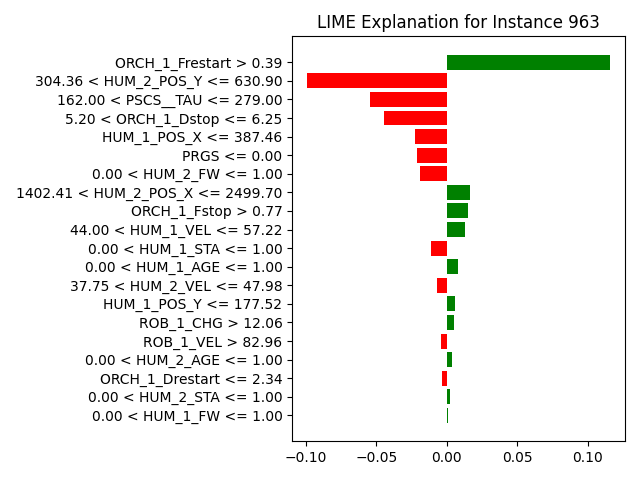 LIME Explanation for Instance 963
ORCH_1_Frestart > 0.39
304.36 < HUM_2_POS_Y <= 630.90
162.00 < PSCS__TAU <= 279.00
5.20 < ORCH_1_Dstop <= 6.25
HUM_1_POS_X <= 387.46
PRGS <= 0.00
0.00 < HUM_2_FW <= 1.00
1402.41 < HUM_2_POS_X <= 2499.70
ORCH_1_Fstop > 0.77
44.00 < HUM_1_VEL <= 57.22
0.00 < HUM_1_STA <= 1.00
0.00 < HUM_1_AGE <= 1.00
37.75 < HUM_2_VEL <= 47.98
HUM_1_POS_Y <= 177.52
ROB_1_CHG > 12.06
ROB_1_VEL > 82.96
0.00 < HUM_2_AGE <= 1.00
ORCH_1_Drestart <= 2.34
0.00 < HUM_2_STA <= 1.00
0.00 < HUM_1_FW <= 1.00
−0.10 −0.05 0.00 0.05 0.10